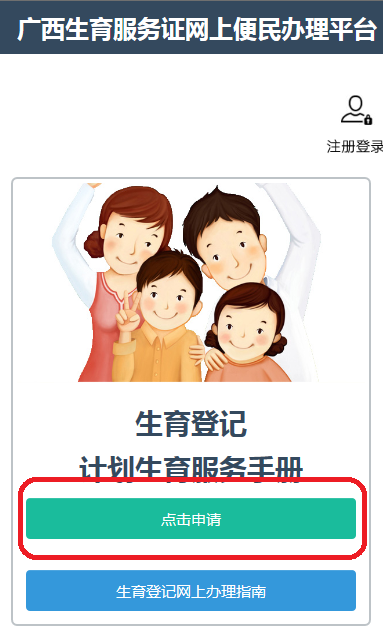 广西生育服务证网上便民办理平台
注册登录
生育登记
计划生育服务手册
点击申请
生育登记网上办理指南